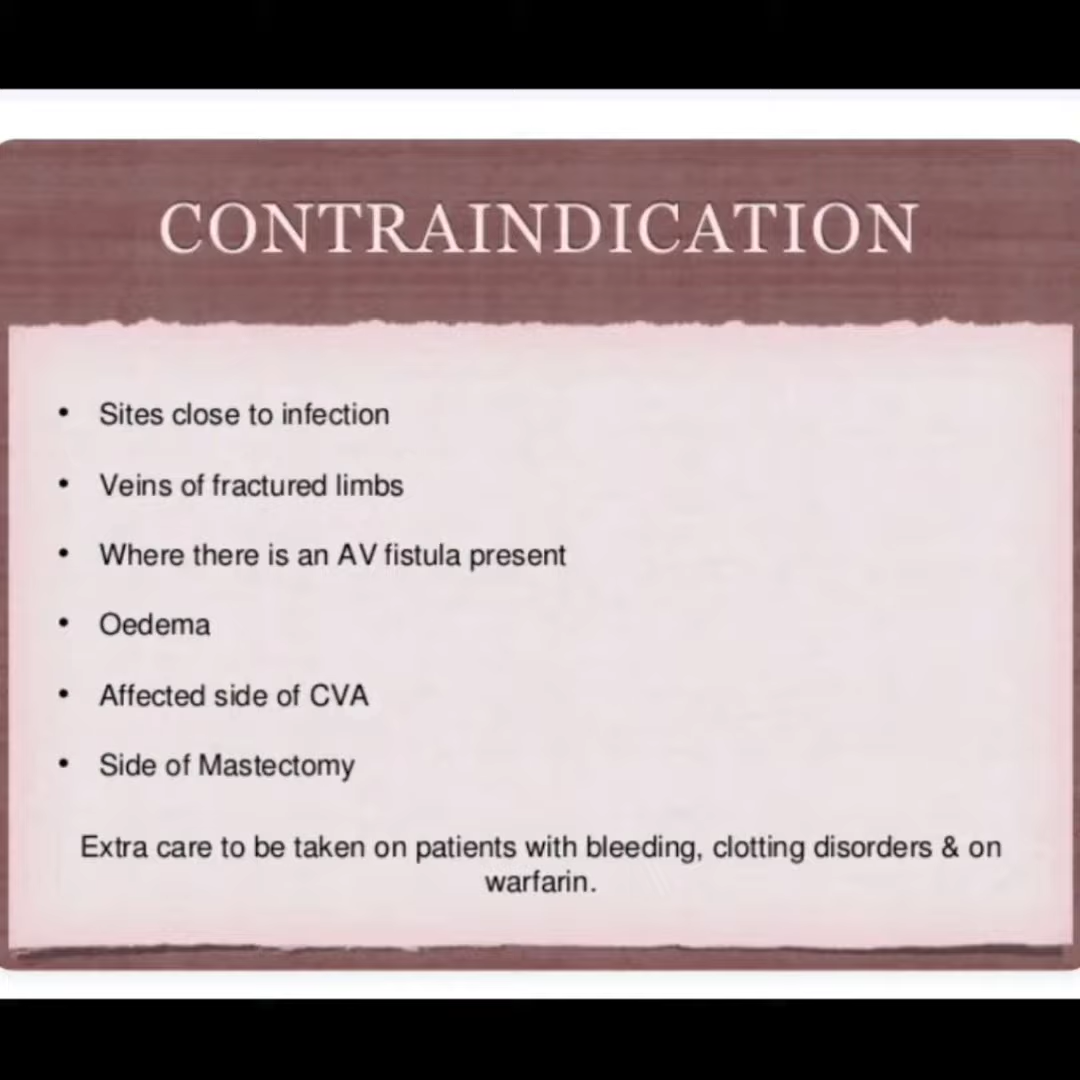 CONTRAINDICATION
• Sites close to infection
• Veins of fractured limbs
• Where there is an AV fistula present
• Oedema
• Affected side of CVA
• Side of Mastectomy
Extra care to be taken on patients with bleeding, clotting disorders & on
warfarin.